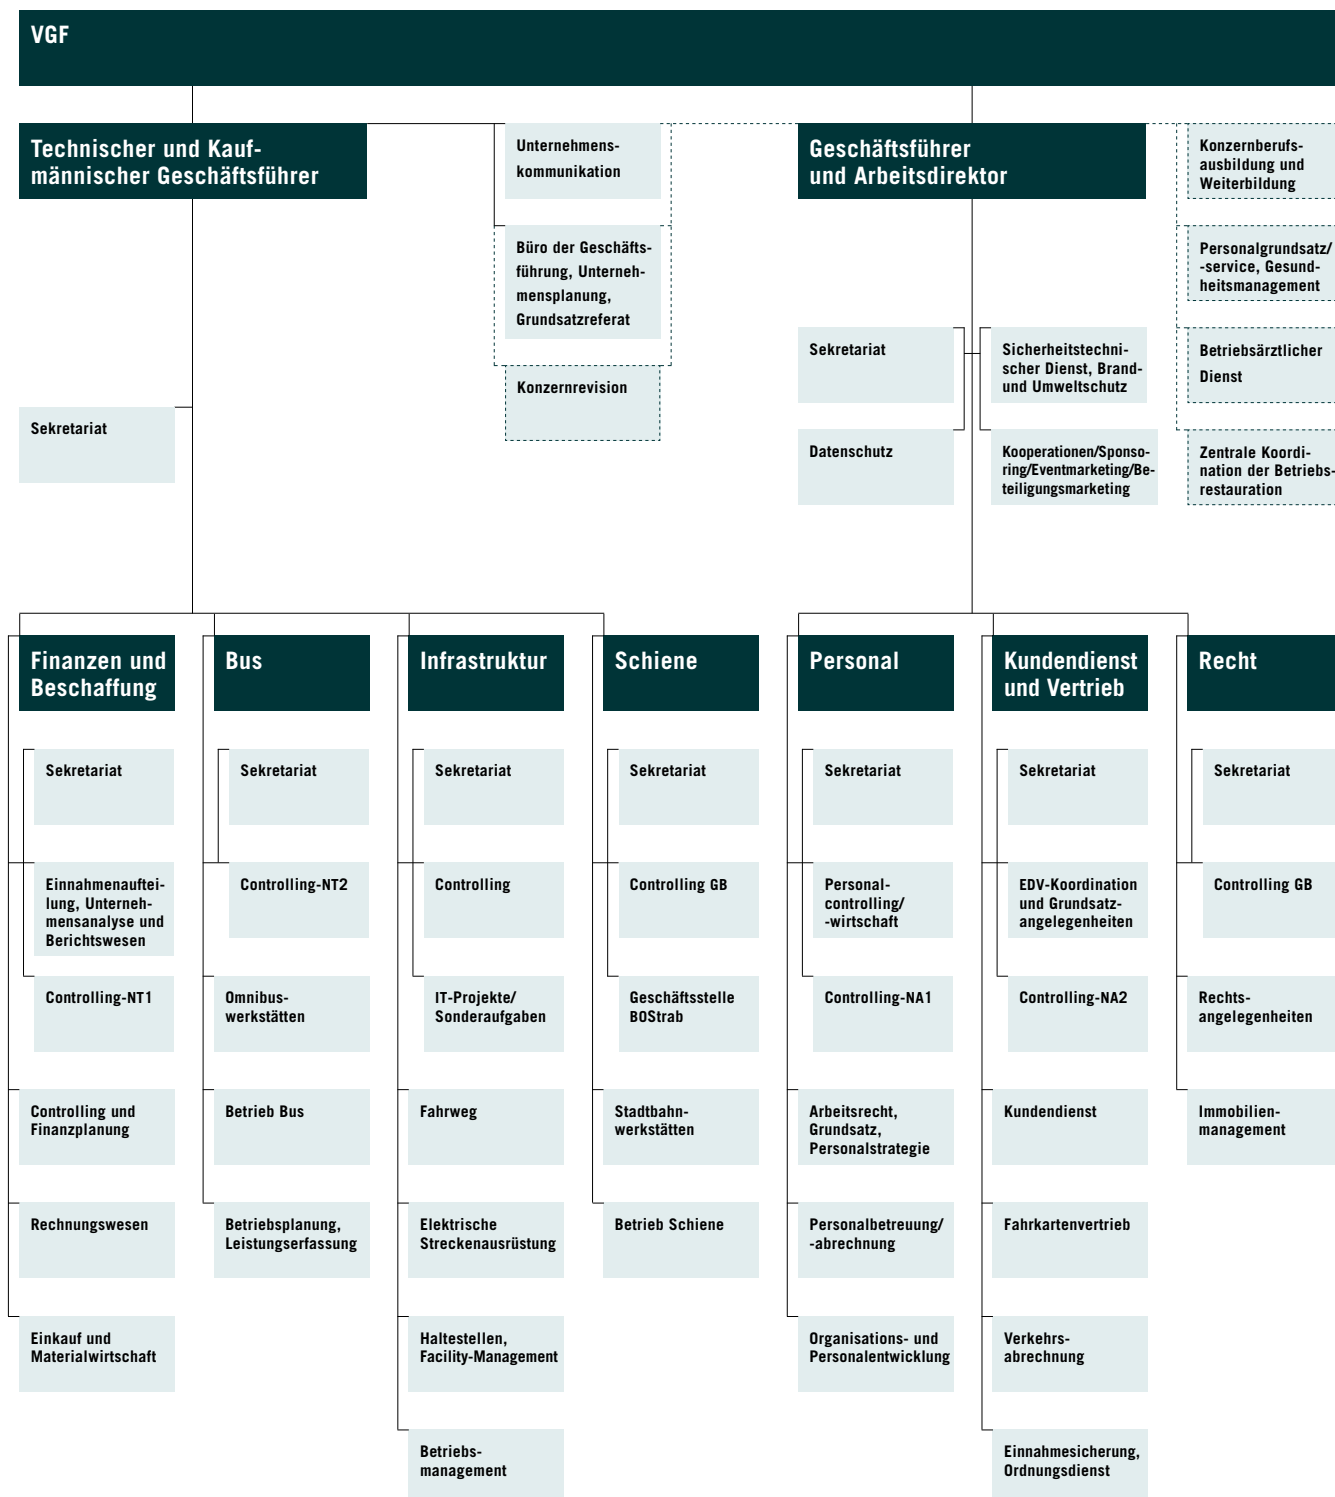 VGF
Technischer und Kauf-
männischer Geschäftsführer
Unternehmens-
kommunikation
Büro der Geschäfts-
führung, Unterneh-
mensplanung,
Grundsatzreferat
Konzernrevision
Sekretariat
Geschäftsführer
und Arbeitsdirektor
Konzernberufs-
ausbildung und
Weiterbildung
Personalgrundsatz/
-service, Gesund-
heitsmanagement
Betriebsärztlicher
Dienst
Zentrale Koordi-
nation der Betriebs-
restauration
Sekretariat
Sicherheitstechni-
scher Dienst, Brand-
und Umweltschutz
Datenschutz
Kooperationen/Sponso-
ring/Eventmarketing/Be-
teiligungsmarketing
Finanzen und
Beschaffung
Sekretariat
Einnahmenauftei-
lung, Unterneh-
mensanalyse und
Berichtswesen
Controlling-NT1
Controlling und
Finanzplanung
Rechnungswesen
Einkauf und
Materialwirtschaft
Bus
Sekretariat
Controlling-NT2
Omnibus-
werkstätten
Betrieb Bus
Betriebsplanung,
Leistungserfassung
Infrastruktur
Sekretariat
Controlling
IT-Projekte/
Sonderaufgaben
Fahrweg
Elektrische
Streckenausrüstung
Haltestellen,
Facility-Management
Betriebs-
management
Schiene
Sekretariat
Controlling GB
Geschäftsstelle
BOStrab
Stadtbahn-
werkstätten
Betrieb Schiene
Personal
Sekretariat
Personal-
controlling/
-wirtschaft
Controlling-NA1
Arbeitsrecht,
Grundsatz,
Personalstrategie
Personalbetreuung/
-abrechnung
Organisations- und
Personalentwicklung
Kundendienst
und Vertrieb
Sekretariat
EDV-Koordination
und Grundsatz-
angelegenheiten
Controlling-NA2
Kundendienst
Fahrkartenvertrieb
Verkehrs-
abrechnung
Einnahmesicherung,
Ordnungsdienst
Recht
Sekretariat
Controlling GB
Rechts-
angelegenheiten
Immobilien-
management